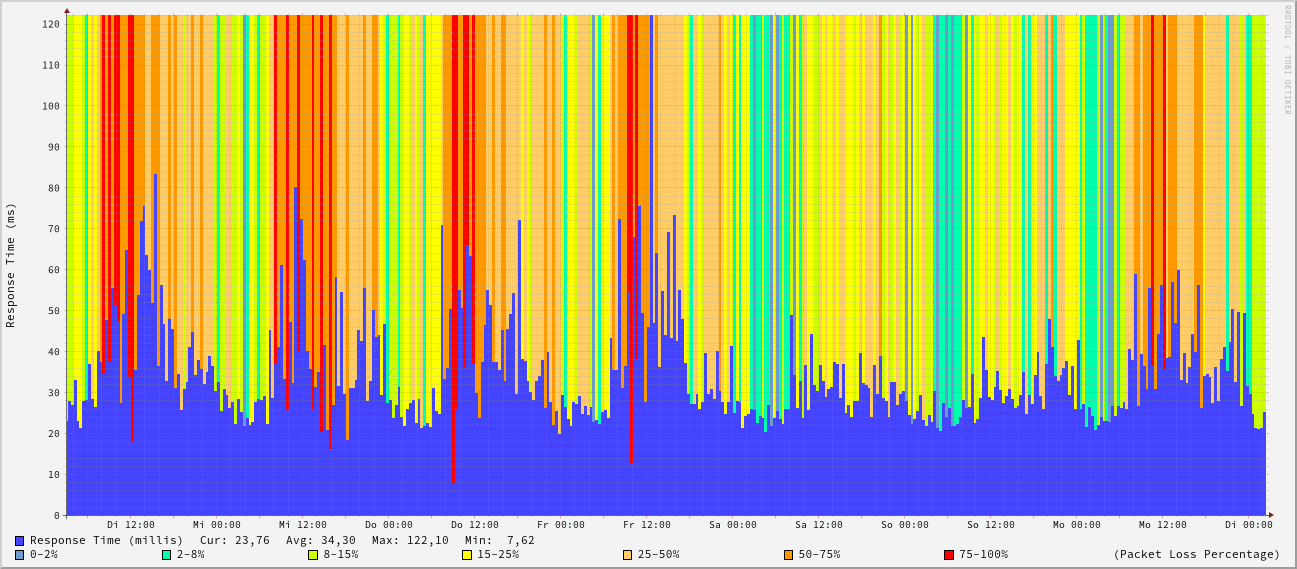 120
110
100
90
80
70
60
50
40
30
20
10
0
Response Time (ms)
RRDTOOL / TOBI OETIKER
Di 12:00 Mi 00:00 Mi 12:00 Do 00:00 Do 12:00 Fr 00:00 Fr 12:00 Sa 00:00 Sa 12:00 So 00:00 So 12:00 Mo 00:00 Mo 12:00 Di 00:00
Response Time (millis) Cur: 23,76 Avg: 34,30 Max: 122,10 Min: 7,62
0-2% 2-8% 8-15% 15-25% 25-50% 50-75% 75-100% (Packet Loss Percentage)